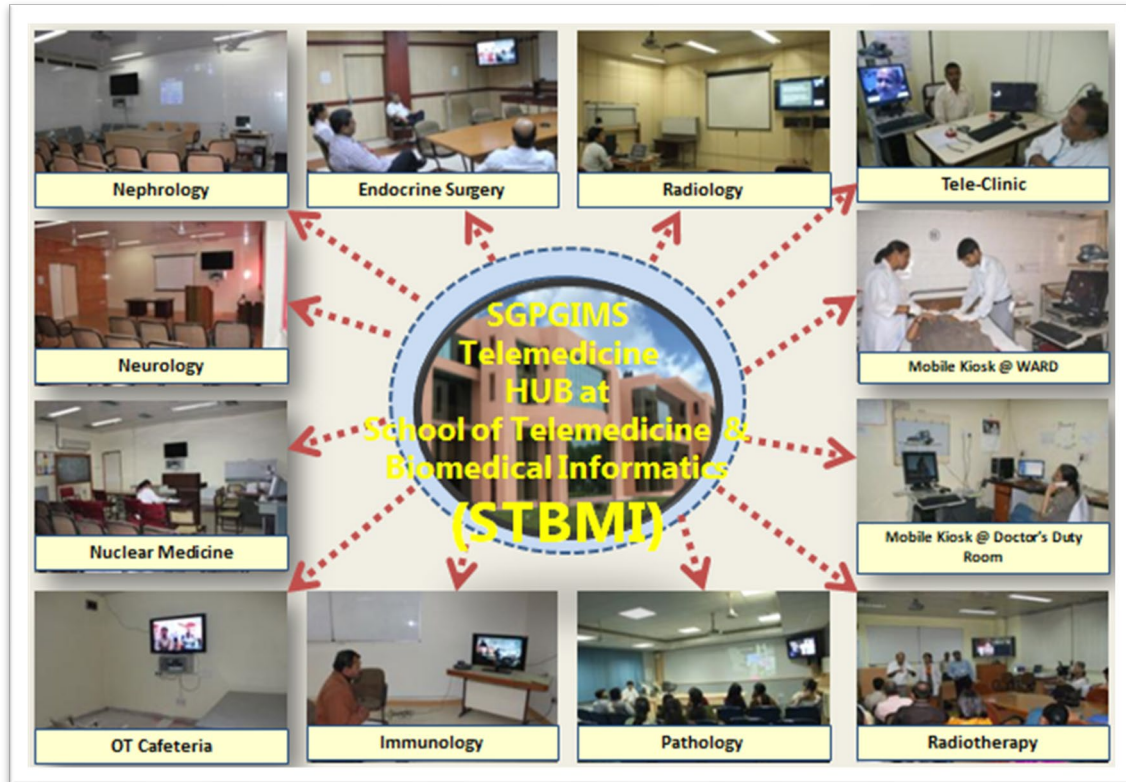 Nephrology
Endocrine Surgery
Radiology
Tele-Clinic
Neurology
SGPGIMS
Telemedicine
HUB at
School of Telemedicine &
Biomedical Informatics
(STBMI)
Mobile Kiosk @ WARD
Nuclear Medicine
Mobile Kiosk @ Doctor's Duty
Room
OT Cafeteria
Immunology
Pathology
Radiotherapy